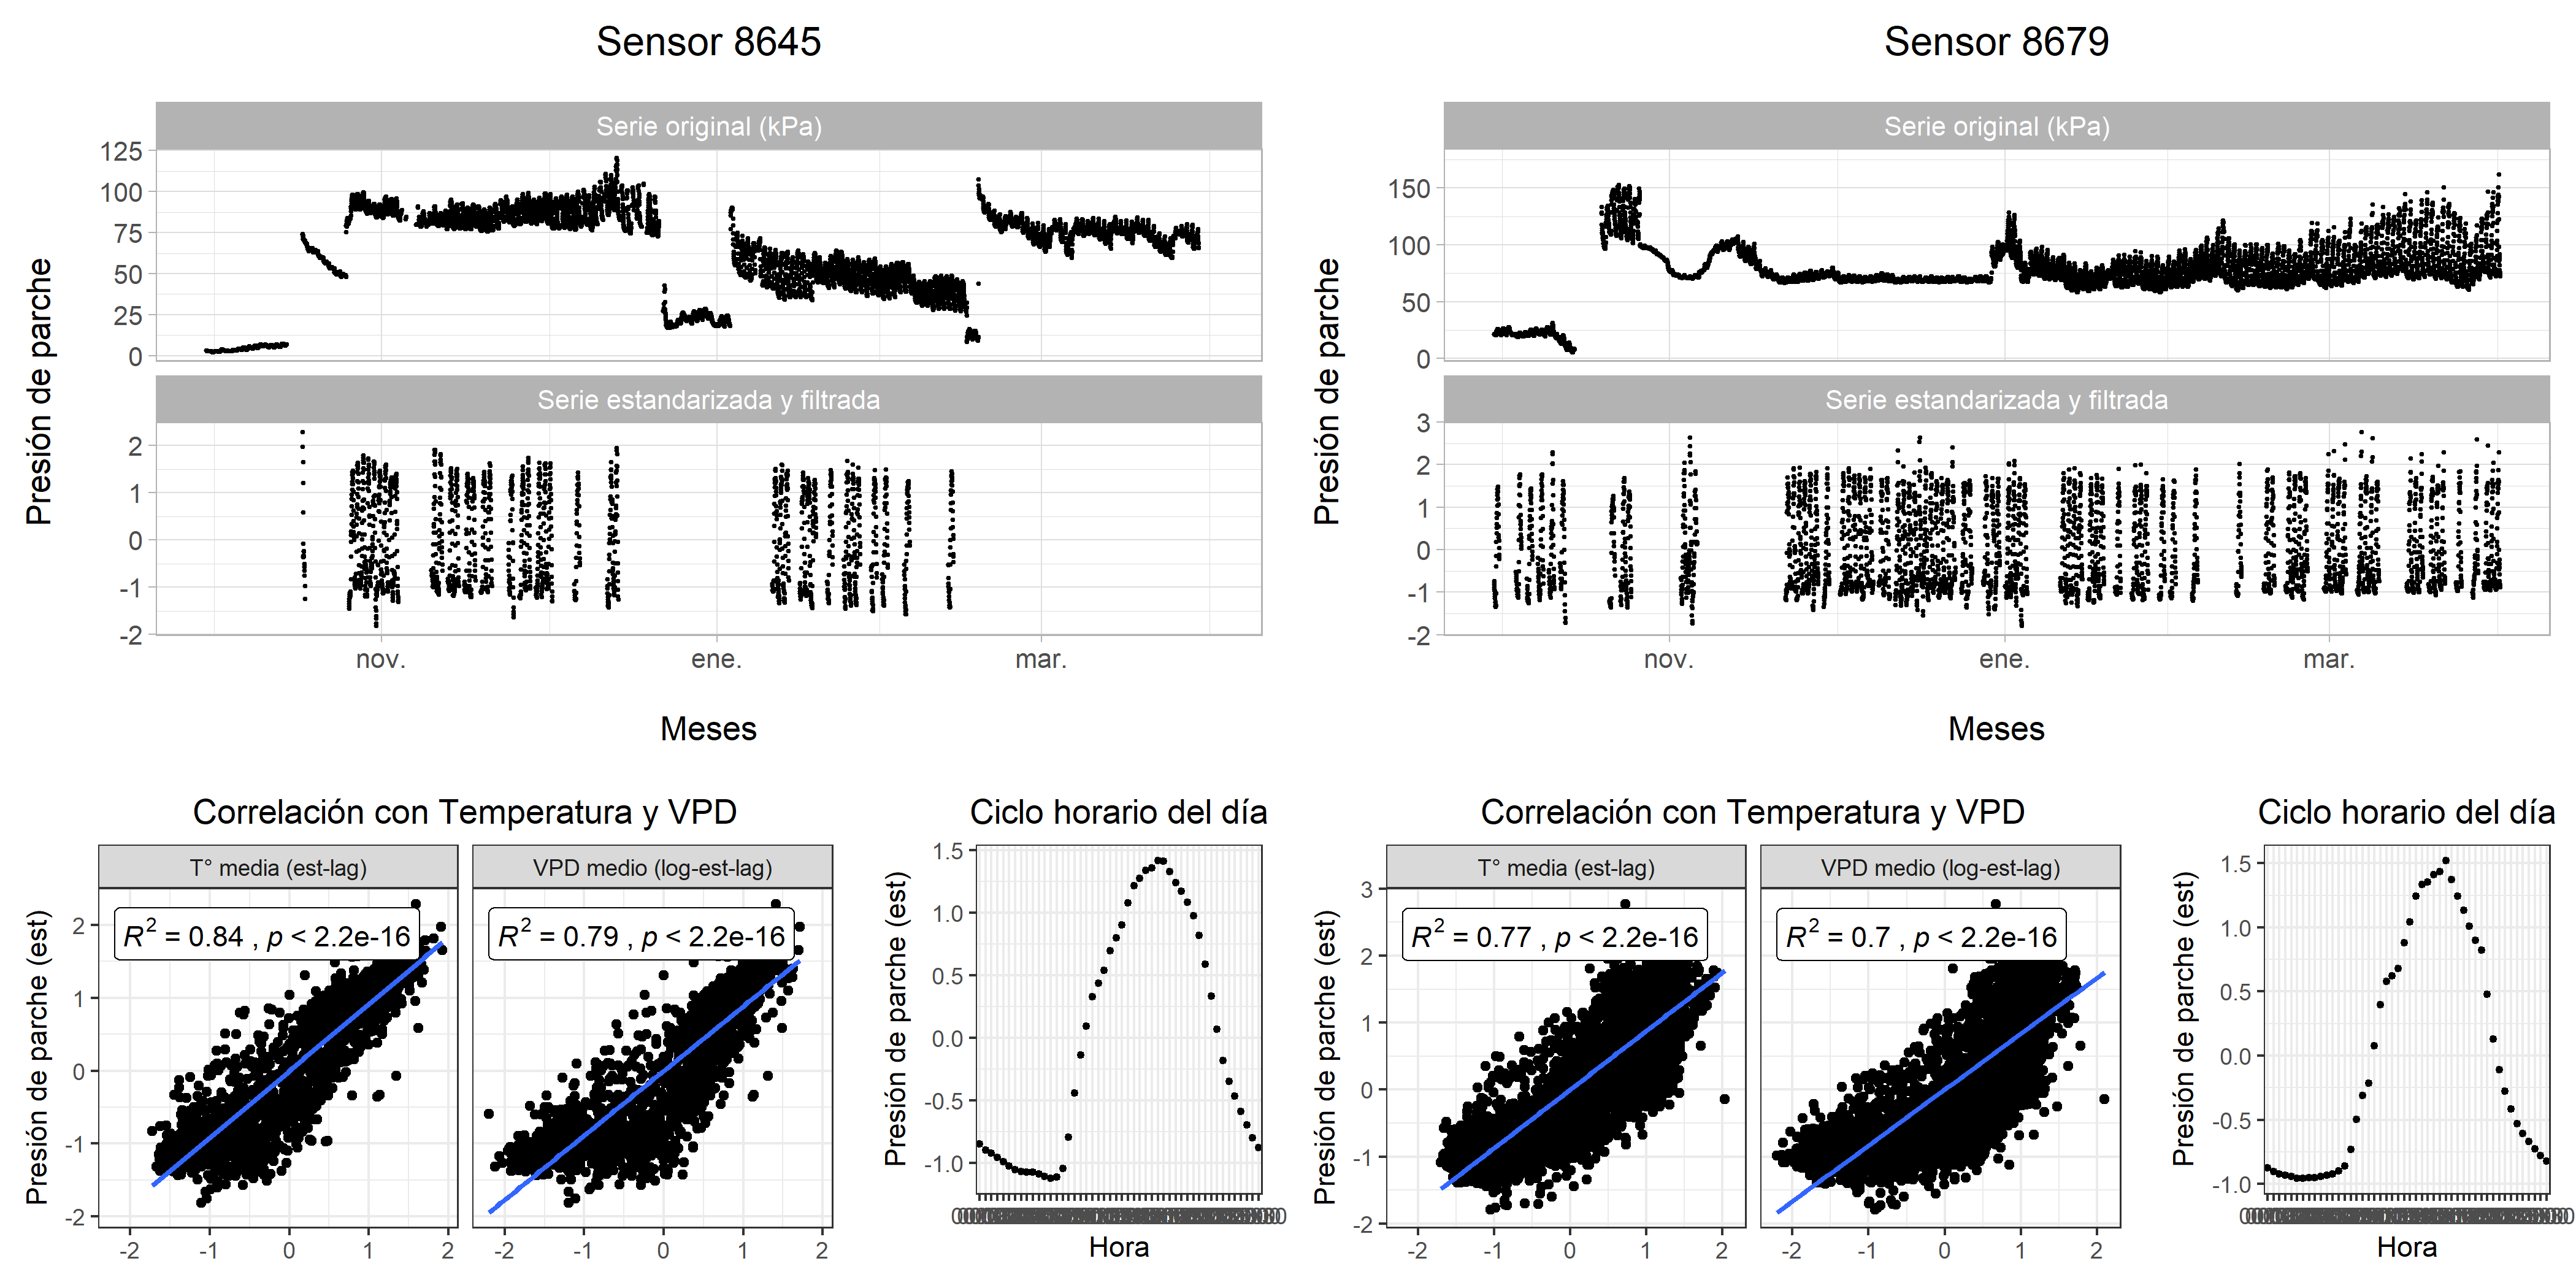 Sensor 8645
Serie original (kPa)
125
100
75
50
25
0
Serie estandarizada y filtrada
2
1
0
-1
-2
nov.
ene.
mar.
Presión de parche
Meses
Correlación con Temperatura y VPD
T° media (est-lag)
VPD medio (log-est-lag)
R² = 0.84 , p < 2.2e-16
R² = 0.79 , p < 2.2e-16
Presión de parche (est)
2
1
0
-1
-2
-2 -1 0 1 2
-2 -1 0 1 2
Ciclo horario del día
Presión de parche (est)
1.5
1.0
0.5
0.0
-0.5
-1.0
Hora
Sensor 8679
Serie original (kPa)
150
100
50
0
Serie estandarizada y filtrada
3
2
1
0
-1
-2
nov.
ene.
mar.
Presión de parche
Meses
Correlación con Temperatura y VPD
T° media (est-lag)
VPD medio (log-est-lag)
R² = 0.77 , p < 2.2e-16
R² = 0.7 , p < 2.2e-16
Presión de parche (est)
3
2
1
0
-1
-2
-2 -1 0 1 2
-2 -1 0 1 2
Ciclo horario del día
Presión de parche (est)
1.5
1.0
0.5
0.0
-0.5
-1.0
Hora